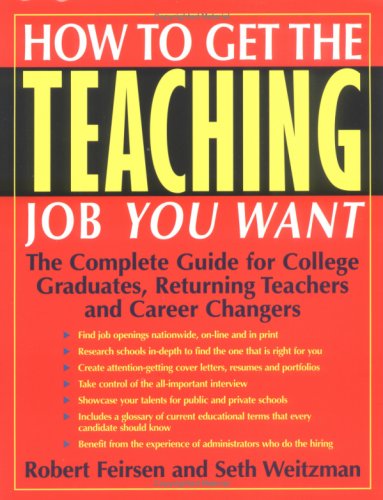 HOW TO GET THE
TEACHING
JOB YOU WANT
The Complete Guide for College
Graduates, Returning Teachers
and Career Changers
Find job openings nationwide, on-line and in print
Research schools in-depth to find the one that is right for you
Create attention-getting cover letters, resumes and portfolios
Take control of the all-important interview
Showcase your talents for public and private schools
Includes a glossary of current educational terms that every
candidate should know
Benefit from the experience of administrators who do the hiring
Robert Feirsen and Seth Weitzman